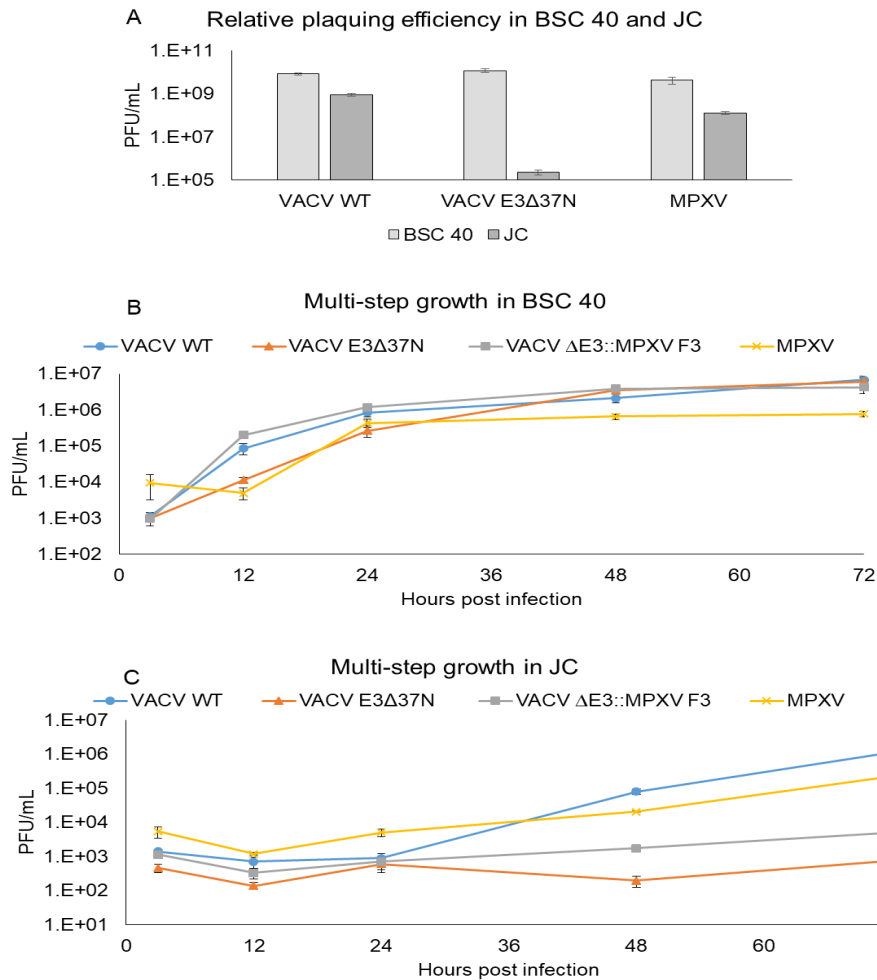 A
Relative plaquing efficiency in BSC 40 and JC
1.E+11
1.E+09
1.E+07
1.E+05
PFU/mL
VACV WT VACV E3Δ37N MPXV
BSC 40 JC
B
Multi-step growth in BSC 40
VACV WT VACV E3Δ37N VACV ΔE3::MPXV F3 MPXV
1.E+07
1.E+06
1.E+05
1.E+04
1.E+03
1.E+02
PFU/mL
0 12 24 36 48 60 72
Hours post infection
C
Multi-step growth in JC
VACV WT VACV E3Δ37N VACV ΔE3::MPXV F3 MPXV
1.E+07
1.E+06
1.E+05
1.E+04
1.E+03
1.E+02
1.E+01
PFU/mL
0 12 24 36 48 60
Hours post infection